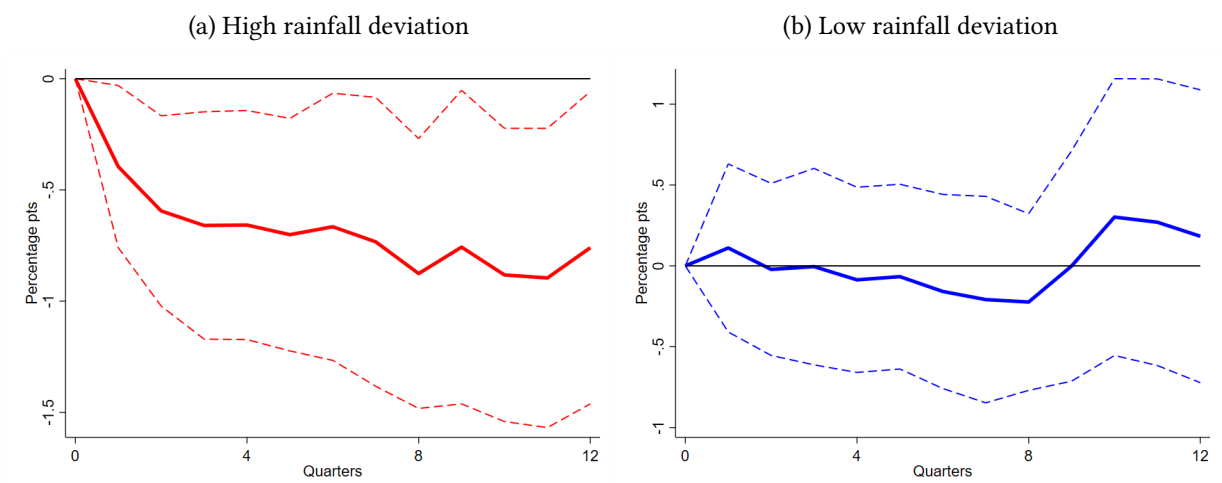 (a) High rainfall deviation
0
-.5
-1
-1.5
Percentage pts
0
4
8
12
Quarters
(b) Low rainfall deviation
1
.5
0
-.5
-1
Percentage pts
0
4
8
12
Quarters